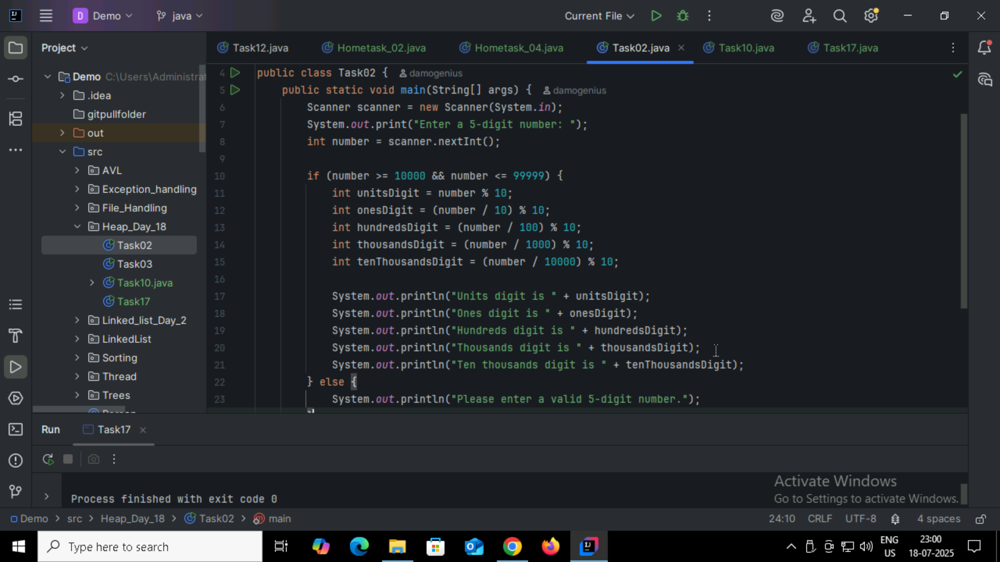 D Demo java Current File
Project
Task12.java Hometask_02.java Hometask_04.java Task02.java Task10.java Task17.java
Demo C:\Users\Administrat
.idea
gitpullfolder
out
src
AVL
Exception_handling
File_Handling
Heap_Day_18
Task02
Task03
Task10.java
Task17
Linked_list_Day_2
LinkedList
Sorting
Thread
Trees
4 public class Task02 { damogenius
5 public static void main(String[] args) { damogenius
6 Scanner scanner = new Scanner(System.in);
7 System.out.print("Enter a 5-digit number: ");
8 int number = scanner.nextInt();
9
10 if (number >= 10000 && number <= 99999) {
11 int unitsDigit = number % 10;
12 int onesDigit = (number / 10) % 10;
13 int hundredsDigit = (number / 100) % 10;
14 int thousandsDigit = (number / 1000) % 10;
15 int tenThousandsDigit = (number / 10000) % 10;
16
17 System.out.println("Units digit is " + unitsDigit);
18 System.out.println("Ones digit is " + onesDigit);
19 System.out.println("Hundreds digit is " + hundredsDigit);
20 System.out.println("Thousands digit is " + thousandsDigit);
21 System.out.println("Ten thousands digit is " + tenThousandsDigit);
22 } else {
23 System.out.println("Please enter a valid 5-digit number.");
Run Task17
Process finished with exit code 0
Activate Windows
Go to Settings to activate Windows.
Demo > src > Heap_Day_18 > Task02 > main 24:10 CRLF UTF-8 4 spaces
Type here to search
ENG
US
23:00
18-07-2025